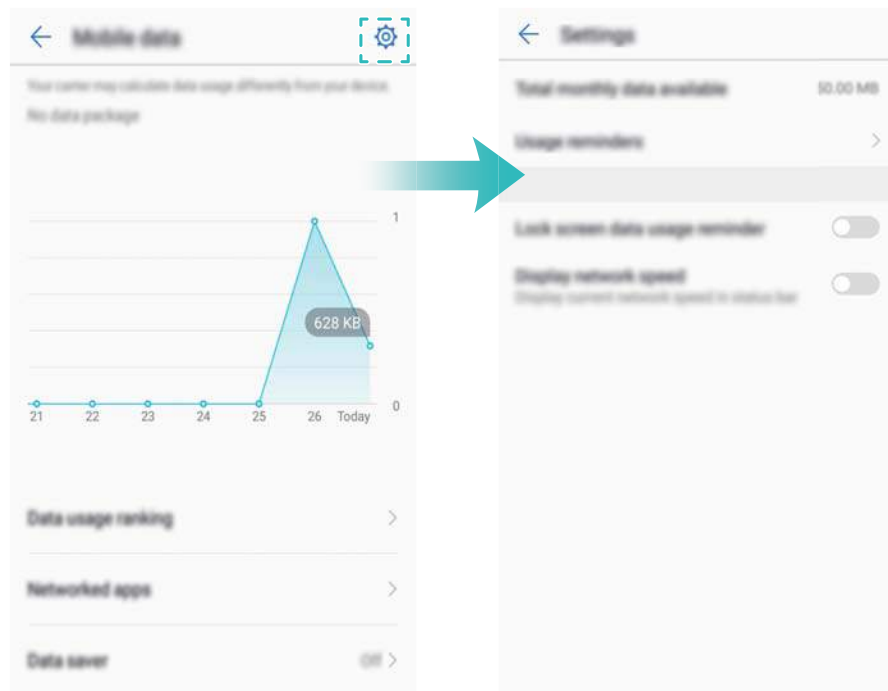 Mobile data
Your carrier may calculate data usage differently from your device.
No data package
1
628 KB
0
21 22 23 24 25 26 Today
Data usage ranking
Networked apps
Data saver Off
Settings
Total monthly data available 50.00 MB
Usage reminders
Lock screen data usage reminder
Display network speed
Display current network speed in status bar